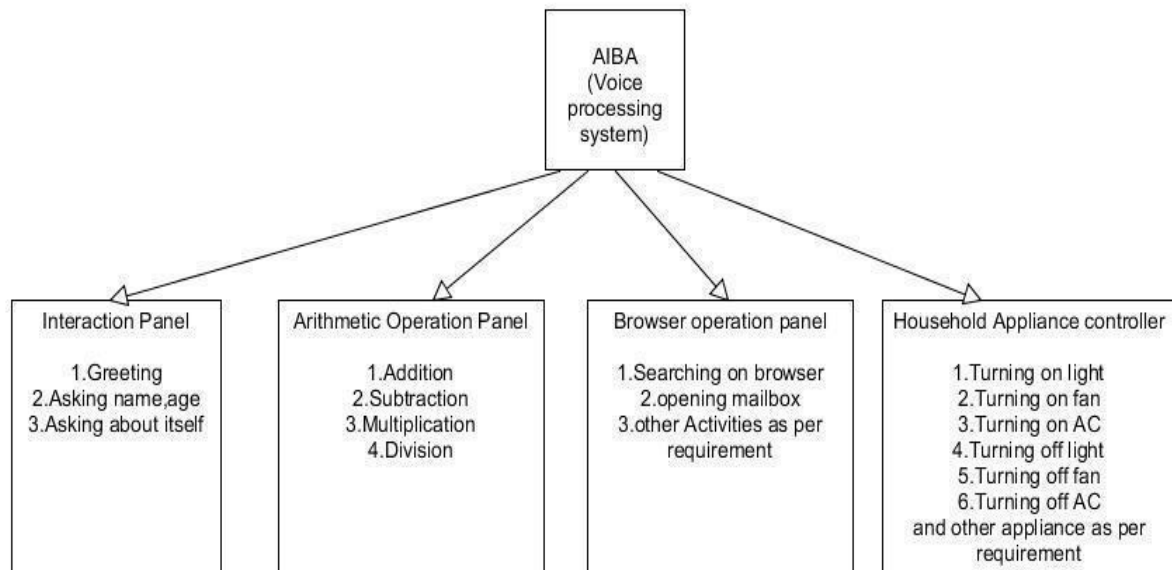 AIBA
(Voice
processing
system)
Interaction Panel
1.Greeting
2.Asking name,age
3.Asking about itself
Arithmetic Operation Panel
1.Addition
2.Subtraction
3.Multiplication
4.Division
Browser operation panel
1.Searching on browser
2.opening mailbox
3.other Activities as per
requirement
Household Appliance controller
1.Turning on light
2.Turning on fan
3.Turning on AC
4.Turning off light
5.Turning off fan
6.Turning off AC
and other appliance as per
requirement